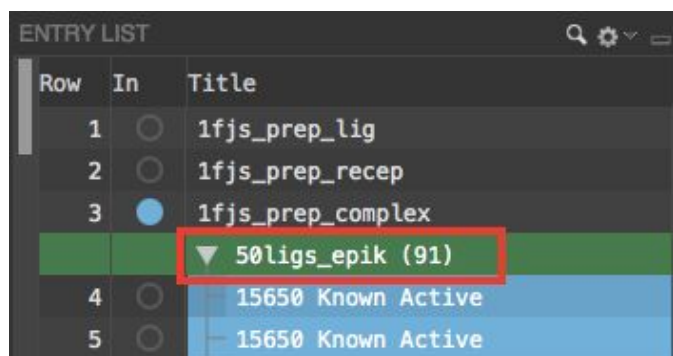 ENTRY LIST
Row In Title
1 1fjs_prep_lig
2 1fjs_prep_recep
3 1fjs_prep_complex
50ligs_epik (91)
4 15650 Known Active
5 15650 Known Active